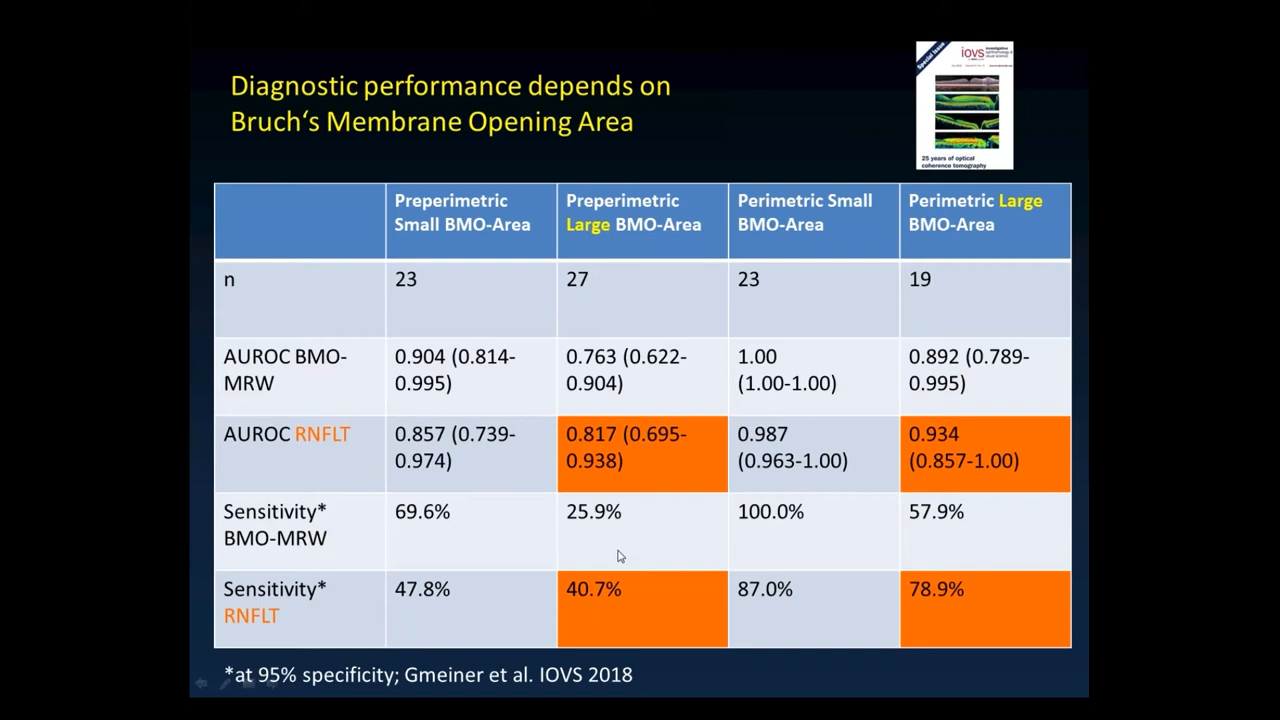 Diagnostic performance depends on
Bruch‘s Membrane Opening Area
Special Issue
iovs
25 years of optical
coherence tomography
Preperimetric
Small BMO-Area
Preperimetric
Large BMO-Area
Perimetric Small
BMO-Area
Perimetric Large
BMO-Area
n
23
27
23
19
AUROC BMO-
MRW
0.904 (0.814-
0.995)
0.763 (0.622-
0.904)
1.00
(1.00-1.00)
0.892 (0.789-
0.995)
AUROC RNFLT
0.857 (0.739-
0.974)
0.817 (0.695-
0.938)
0.987
(0.963-1.00)
0.934
(0.857-1.00)
Sensitivity*
BMO-MRW
69.6%
25.9%
100.0%
57.9%
Sensitivity*
RNFLT
47.8%
40.7%
87.0%
78.9%
*at 95% specificity; Gmeiner et al. IOVS 2018